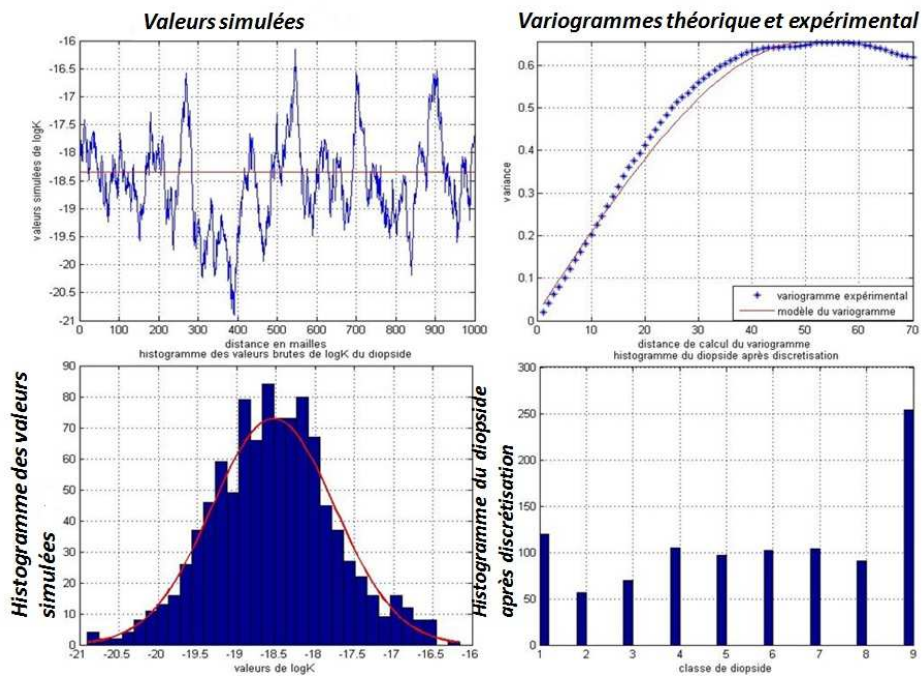 Valeurs simulées
-16
-16.5
-17
-17.5
-18
-18.5
-19
-19.5
-20
-20.5
-21
valeurs simulées de logK
0 100 200 300 400 500 600 700 800 900 1000
distance en mailles
Variogrammes théorique et expérimental
0.6
0.5
0.4
0.3
0.2
0.1
0
variance
variogramme expérimental
modèle du variogramme
0 10 20 30 40 50 60 70
distance de calcul du variogramme
Histogramme des valeurs
simulées
histogramme des valeurs brutes de logK du diopside
90
80
70
60
50
40
30
20
10
0
-21 -20.5 -20 -19.5 -19 -18.5 -18 -17.5 -17 -16.5 -16
valeurs de logK
Histogramme du diopside
après discrétisation
histogramme du diopside après discretisation
300
250
200
150
100
50
0
1 2 3 4 5 6 7 8 9
classe de diopside